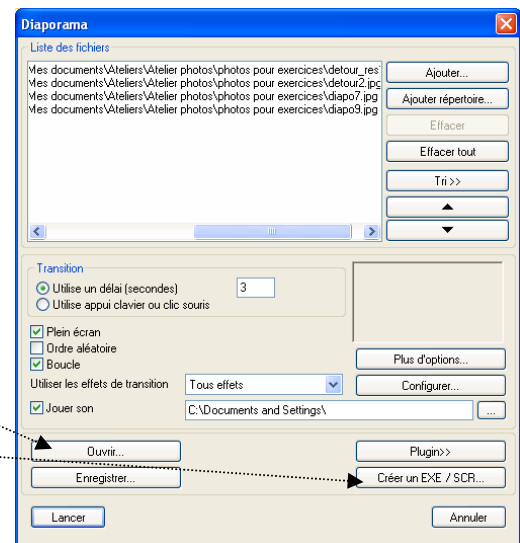 Diaporama
Liste des fichiers
Mes documents\Ateliers\Atelier photos\photos pour exercices\detour_res
Mes documents\Ateliers\Atelier photos\photos pour exercices\detour2.jpg
Mes documents\Ateliers\Atelier photos\photos pour exercices\diapo7.jpg
Mes documents\Ateliers\Atelier photos\photos pour exercices\diapo9.jpg
Ajouter...
Ajouter répertoire...
Effacer
Effacer tout
Tri >>
Transition
Utilise un délai (secondes) 3
Utilise appui clavier ou clic souris
Plein écran
Ordre aléatoire
Boucle
Plus d'options...
Utiliser les effets de transition Tous effets Configurer...
Jouer son C:\Documents and Settings\ ...
Ouvrir... Plugin>>
Enregistrer... Créer un EXE / SCR...
Lancer Annuler